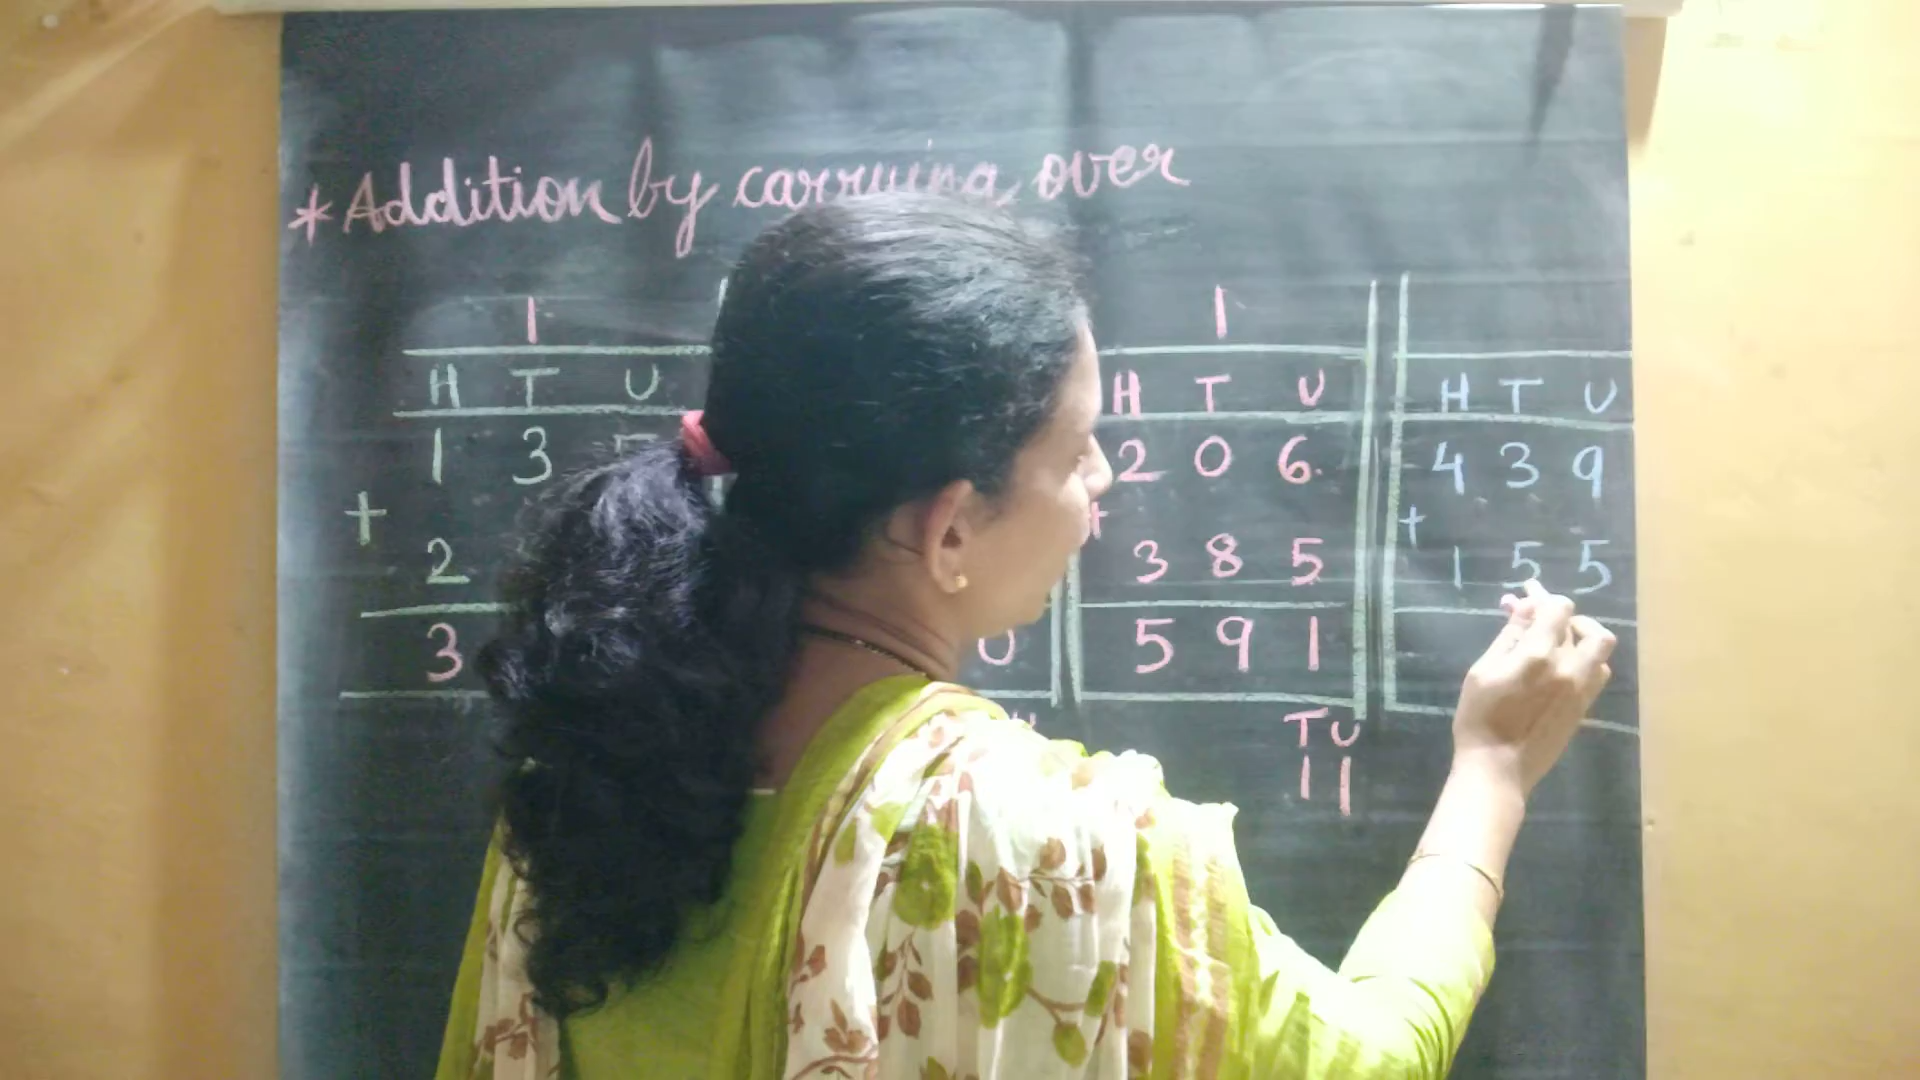 * Addition by carrying over
1 1
H T U H T U H T U
1 3 2 0 6 4 3 9
+ + +
2 3 8 5 1 5 5
3 0 5 9 1
T U
1 1